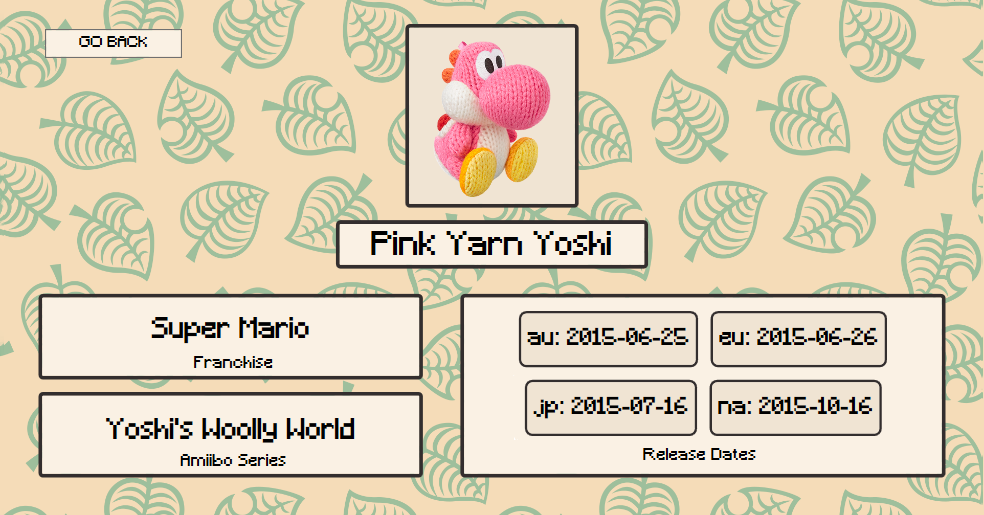 GO BACK
Pink Yarn Yoshi
Super Mario
Franchise
Yoshi's Woolly World
Amiibo Series
au: 2015-06-25
eu: 2015-06-26
jp: 2015-07-16
na: 2015-10-16
Release Dates